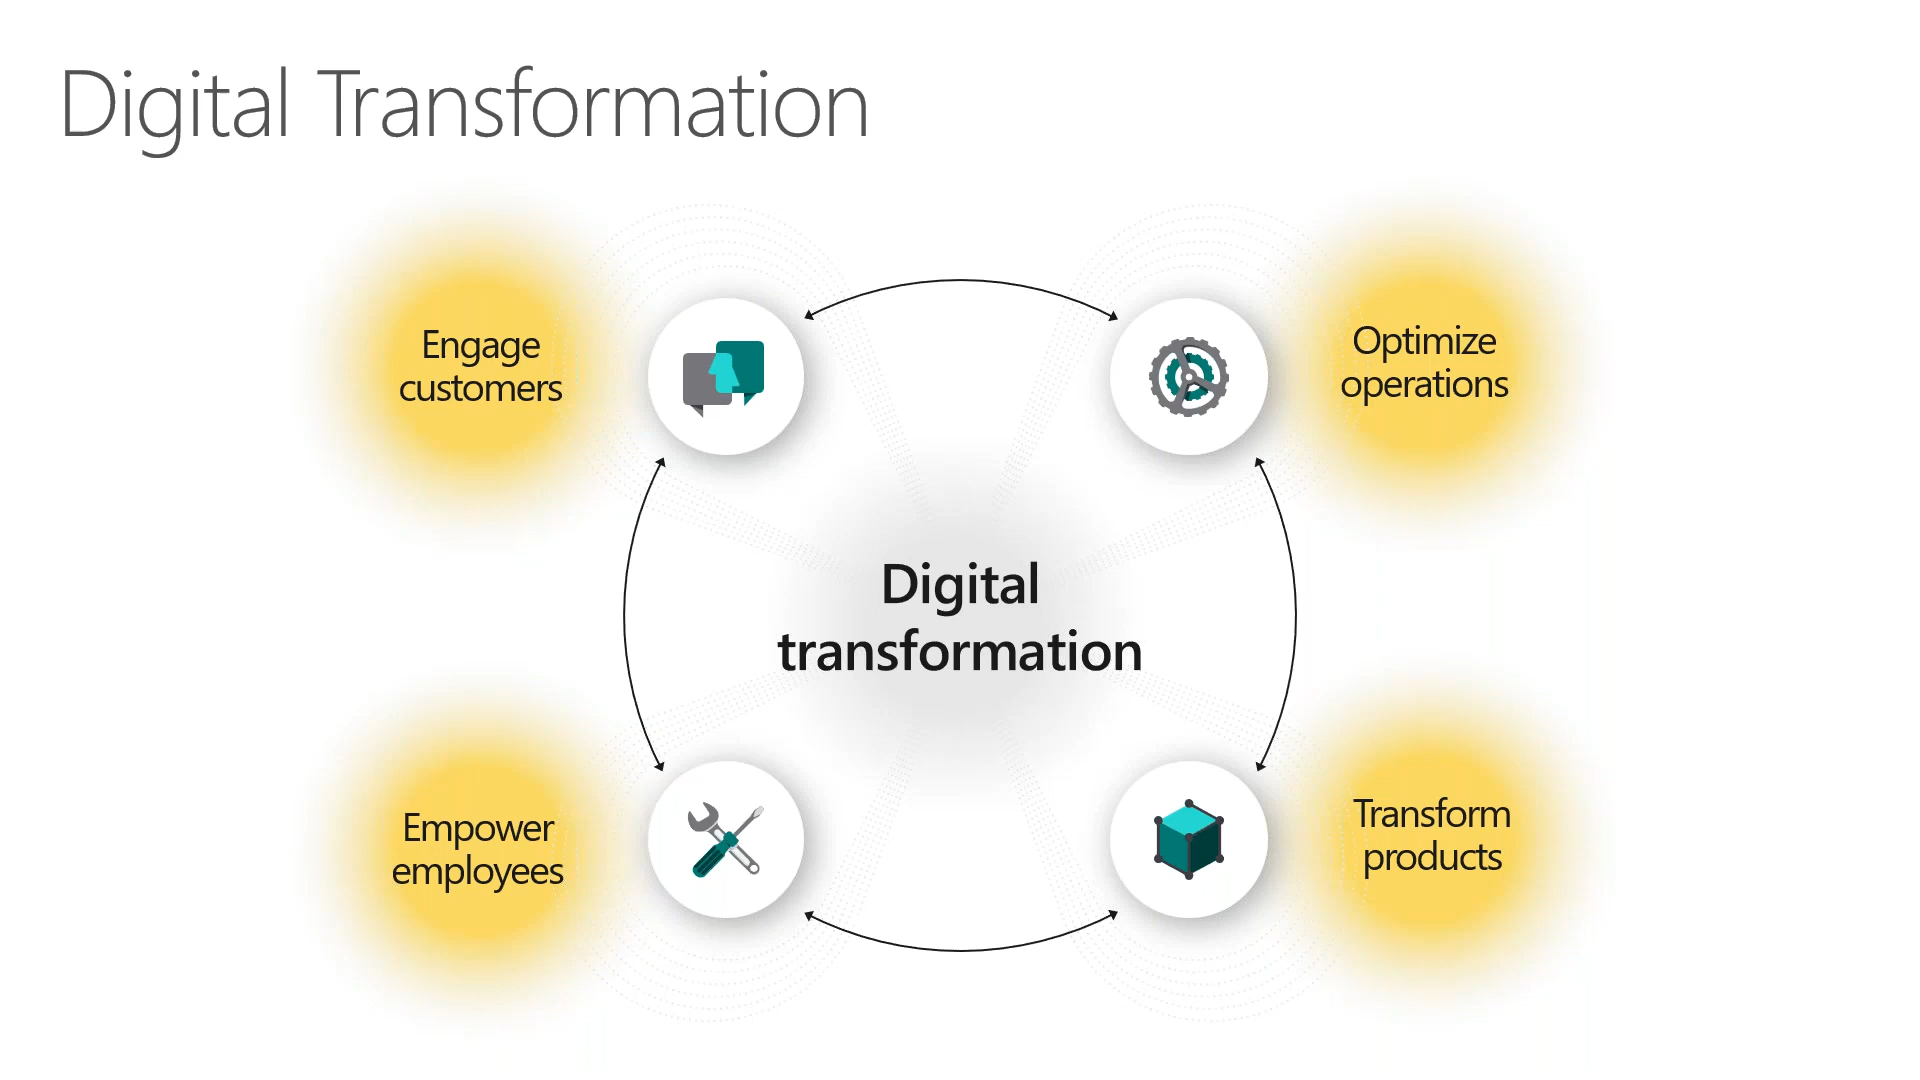 Digital Transformation
Engage
customers
Optimize
operations
Digital
transformation
Empower
employees
Transform
products